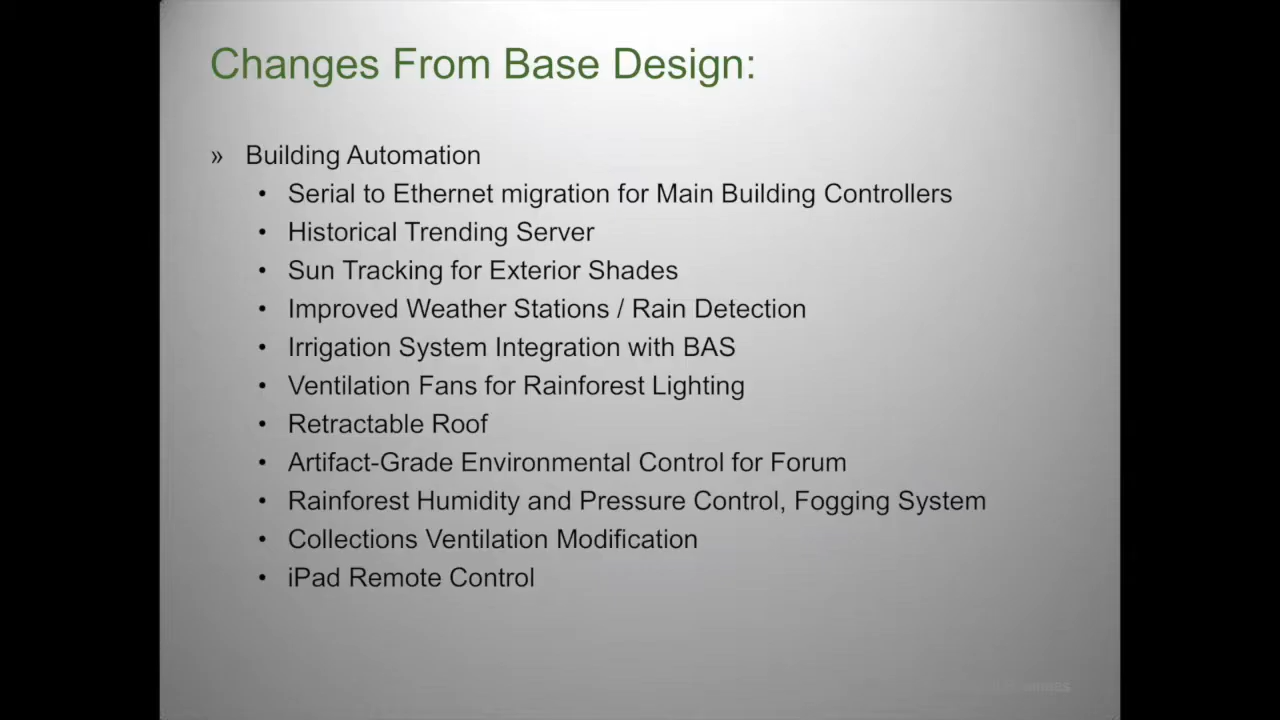 Changes From Base Design:
» Building Automation
• Serial to Ethernet migration for Main Building Controllers
• Historical Trending Server
• Sun Tracking for Exterior Shades
• Improved Weather Stations / Rain Detection
• Irrigation System Integration with BAS
• Ventilation Fans for Rainforest Lighting
• Retractable Roof
• Artifact-Grade Environmental Control for Forum
• Rainforest Humidity and Pressure Control, Fogging System
• Collections Ventilation Modification
• iPad Remote Control